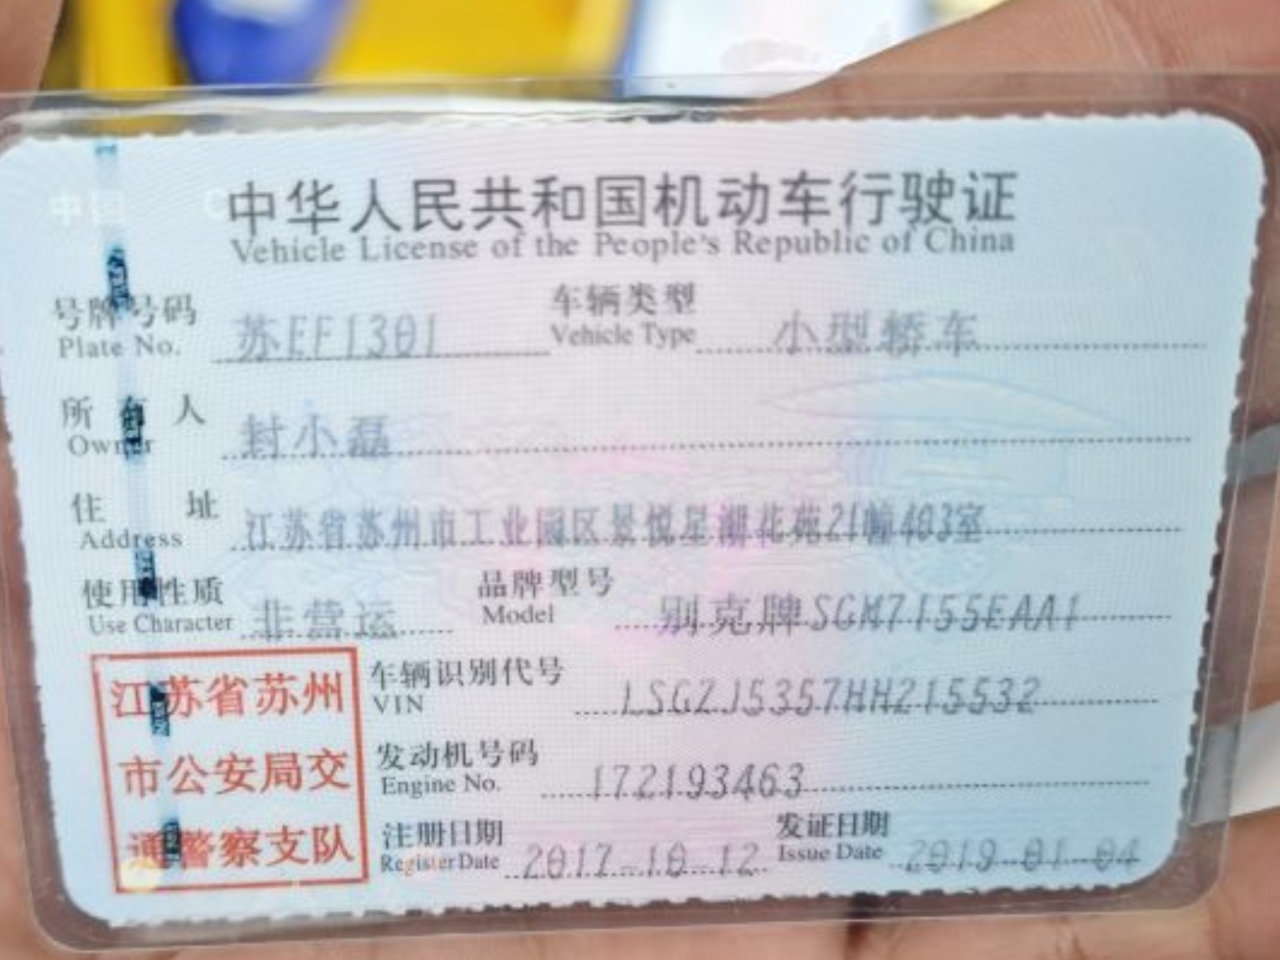 中华人民共和国机动车行驶证
Vehicle License of the People's Republic of China
号牌号码 苏EF1301 车辆类型 小型轿车
Plate No. Vehicle Type
所有人 封小磊
Owner
住址 江苏省苏州市工业园区景悦星湖花苑21幢403室
Address
使用性质 非营运 品牌型号 别克牌SGM7155EAA1
Use Character Model
车辆识别代号 LSGZJ5357HH215532
VIN
发动机号码 172193463
Engine No.
注册日期 2017-10-12 发证日期 2019-01-04
Register Date Issue Date
江苏省苏州
市公安局交
通警察支队